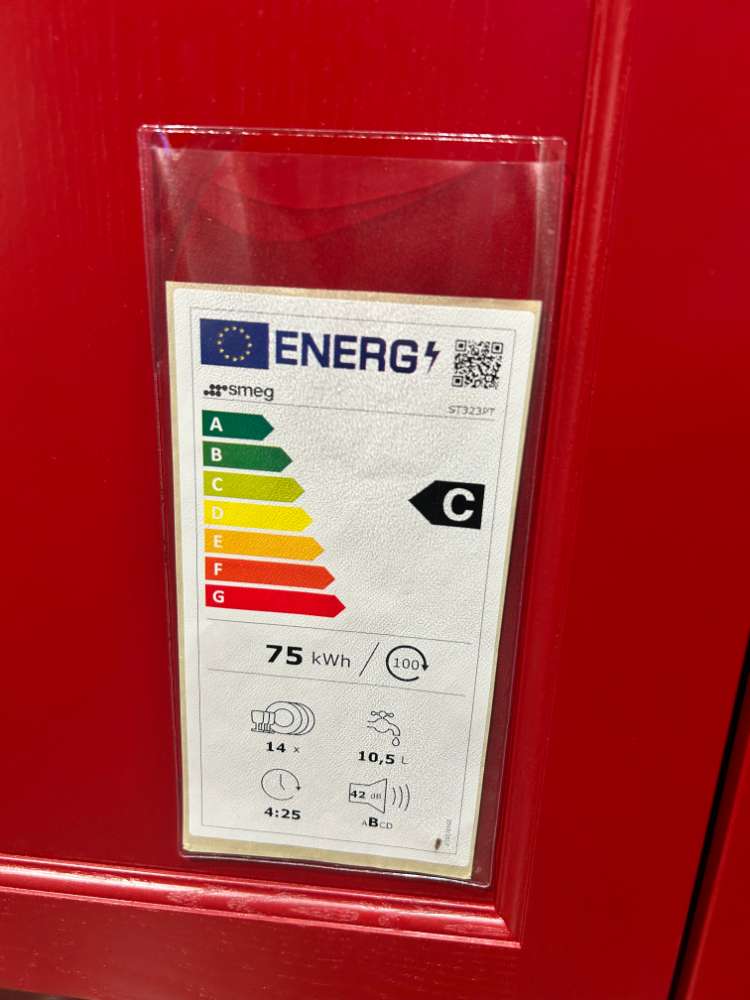 ENERG
smeg
ST323PT
A
B
C
D
E
F
G
C
75 kWh / 100
14 x
10,5 L
4:25
42 dB
ABCD